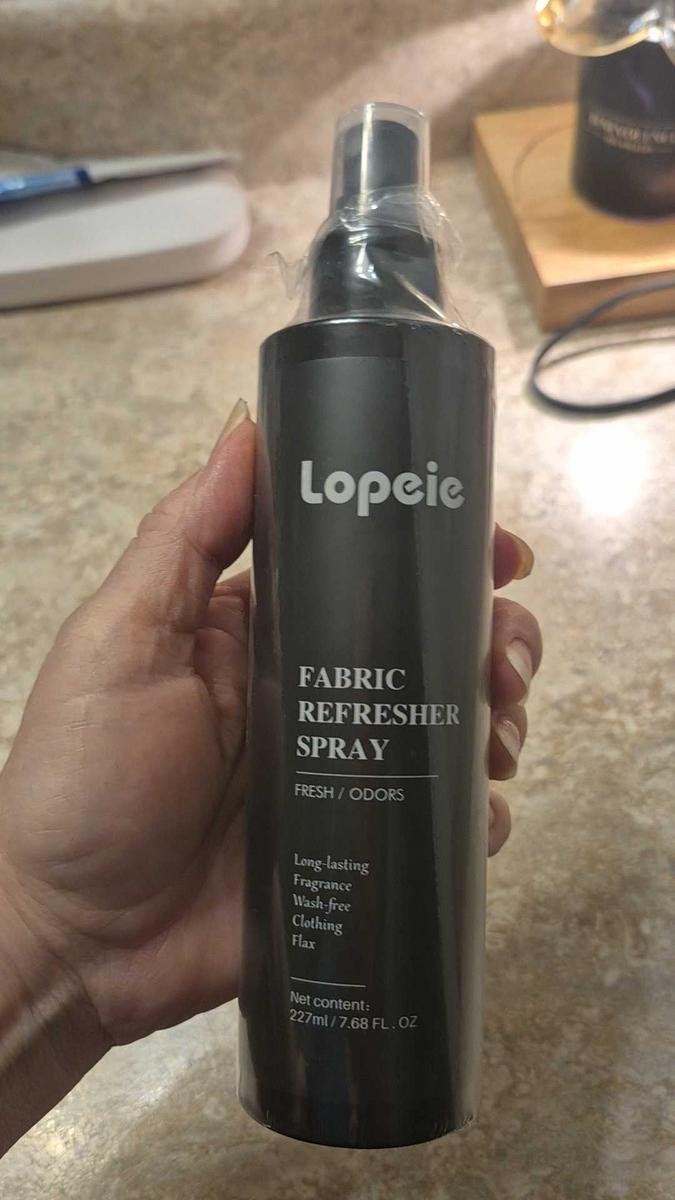 Lopeie
FABRIC
REFRESHER
SPRAY
FRESH / ODORS
Long-lasting
Fragrance
Wash-free
Clothing
Flax
Net content:
227ml / 7.68 FL . OZ